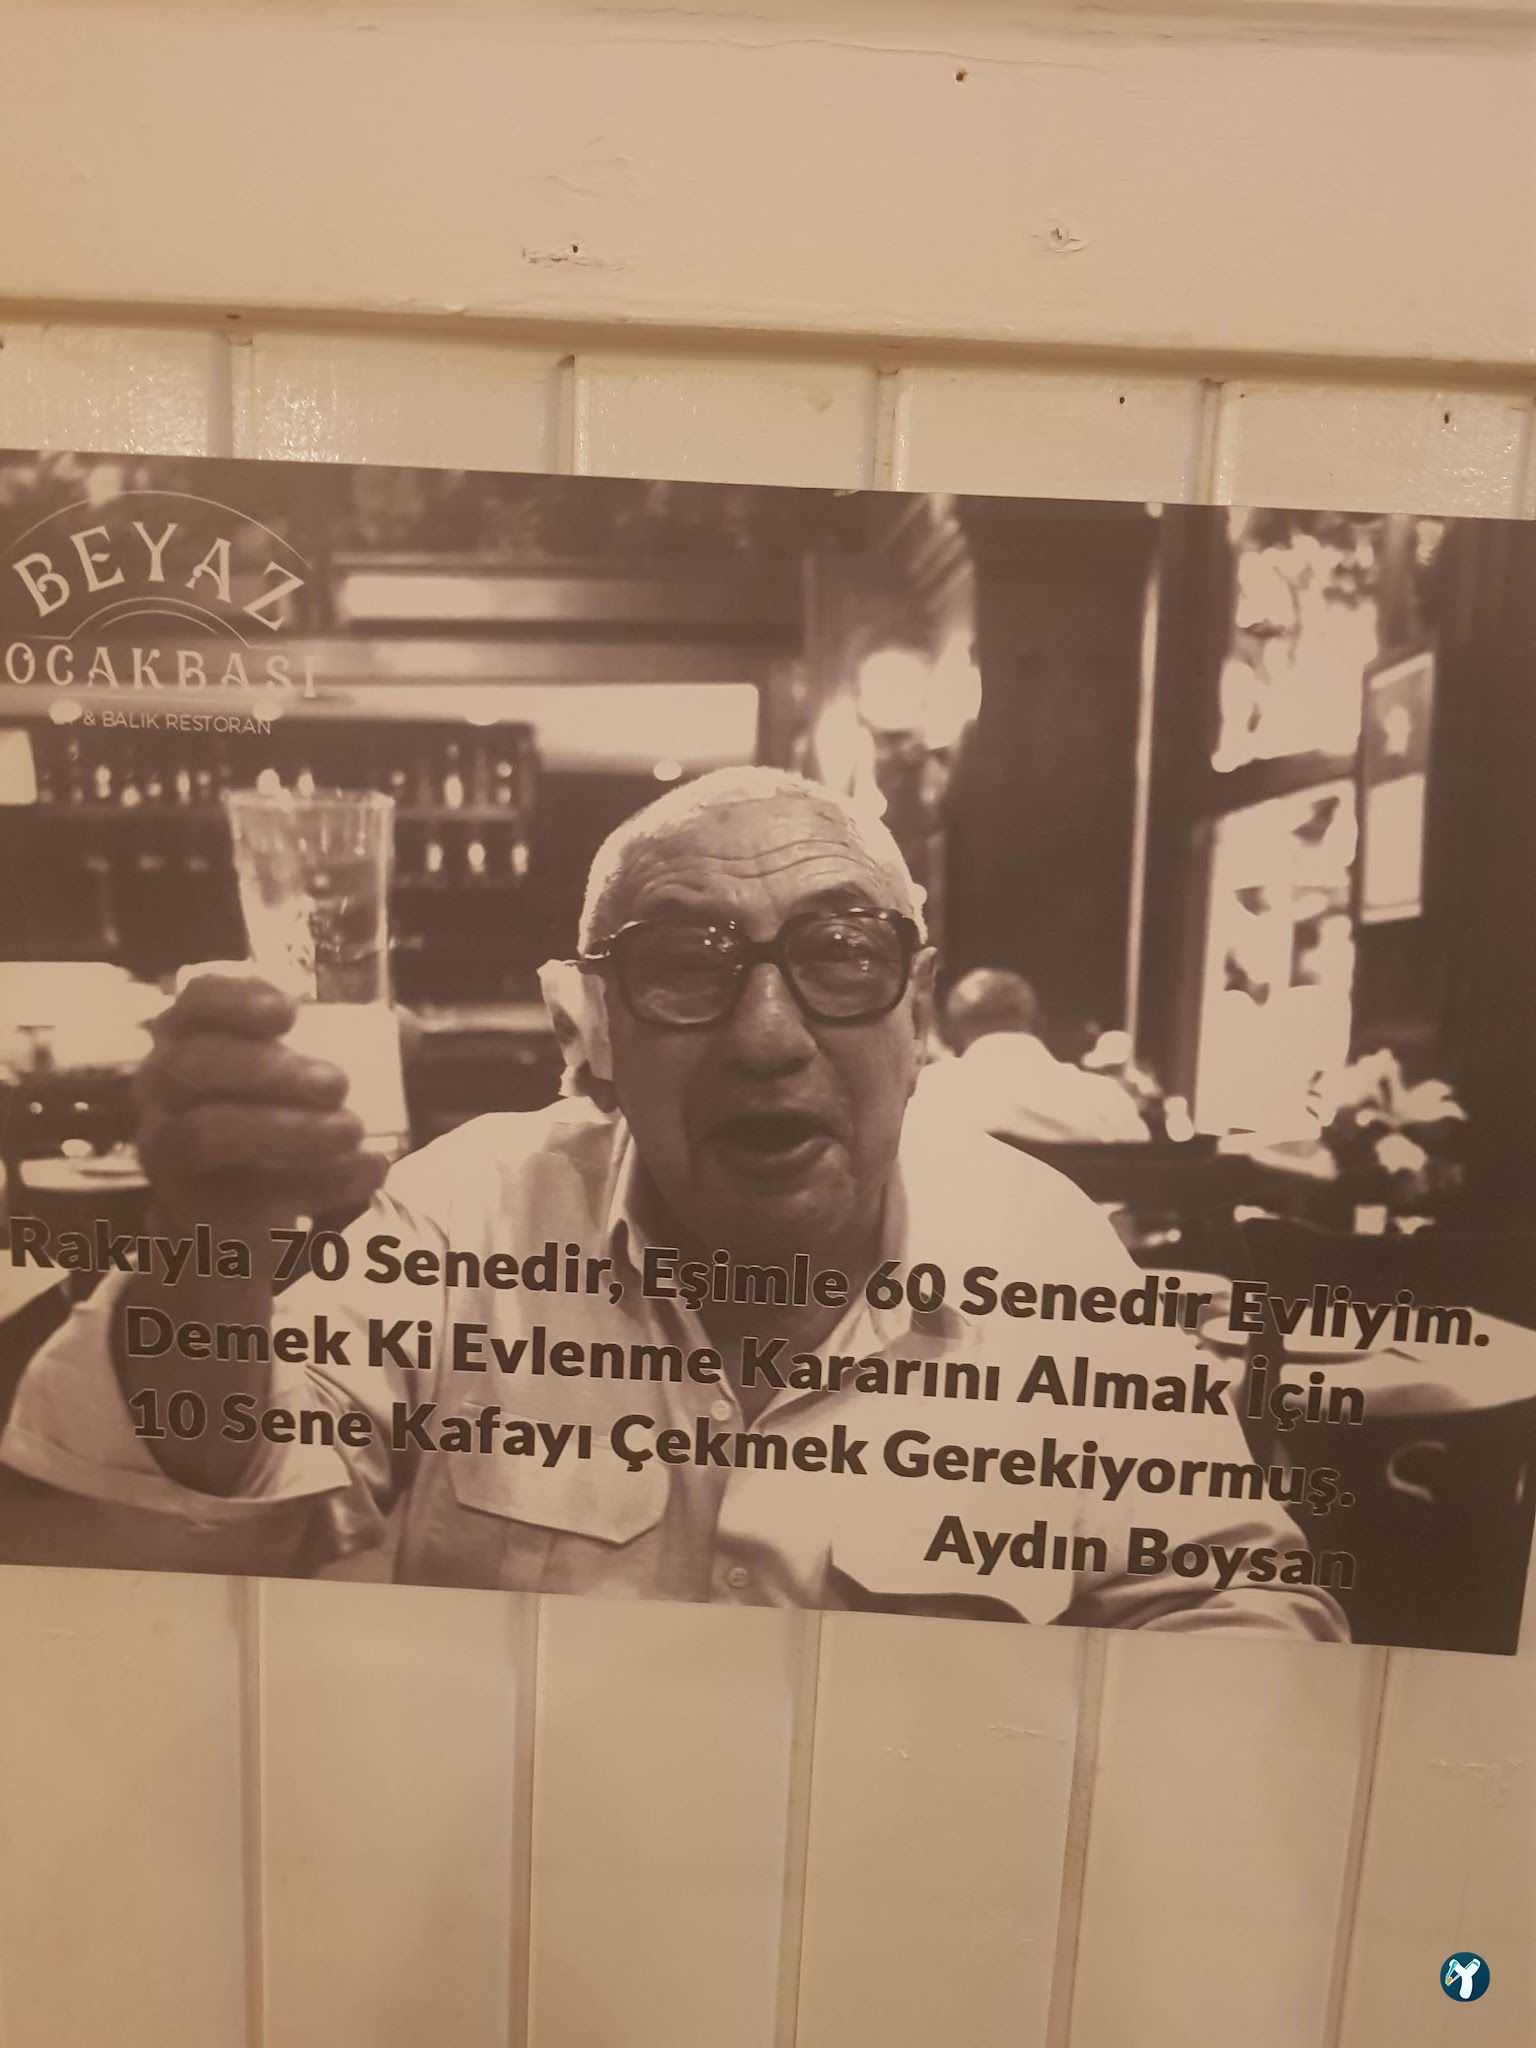 BEYAZ
OCAKBAŞI
& BALIK RESTORAN
Rakıyla 70 Senedir, Eşimle 60 Senedir Evliyim.
Demek Ki Evlenme Kararını Almak İçin
10 Sene Kafayı Çekmek Gerekiyormuş.
Aydın Boysan